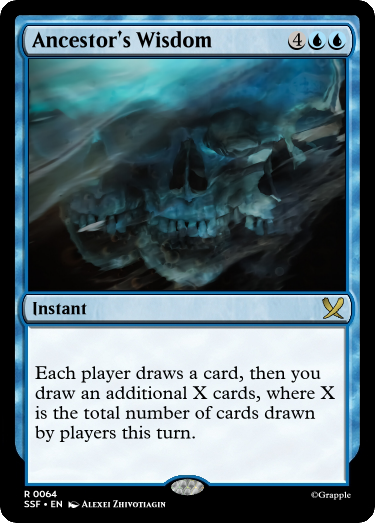 Ancestor's Wisdom 4
Instant
Each player draws a card, then you
draw an additional X cards, where X
is the total number of cards drawn
by players this turn.
R 0064
SSF • EN Alexei Zhivotiagin
©Grapple